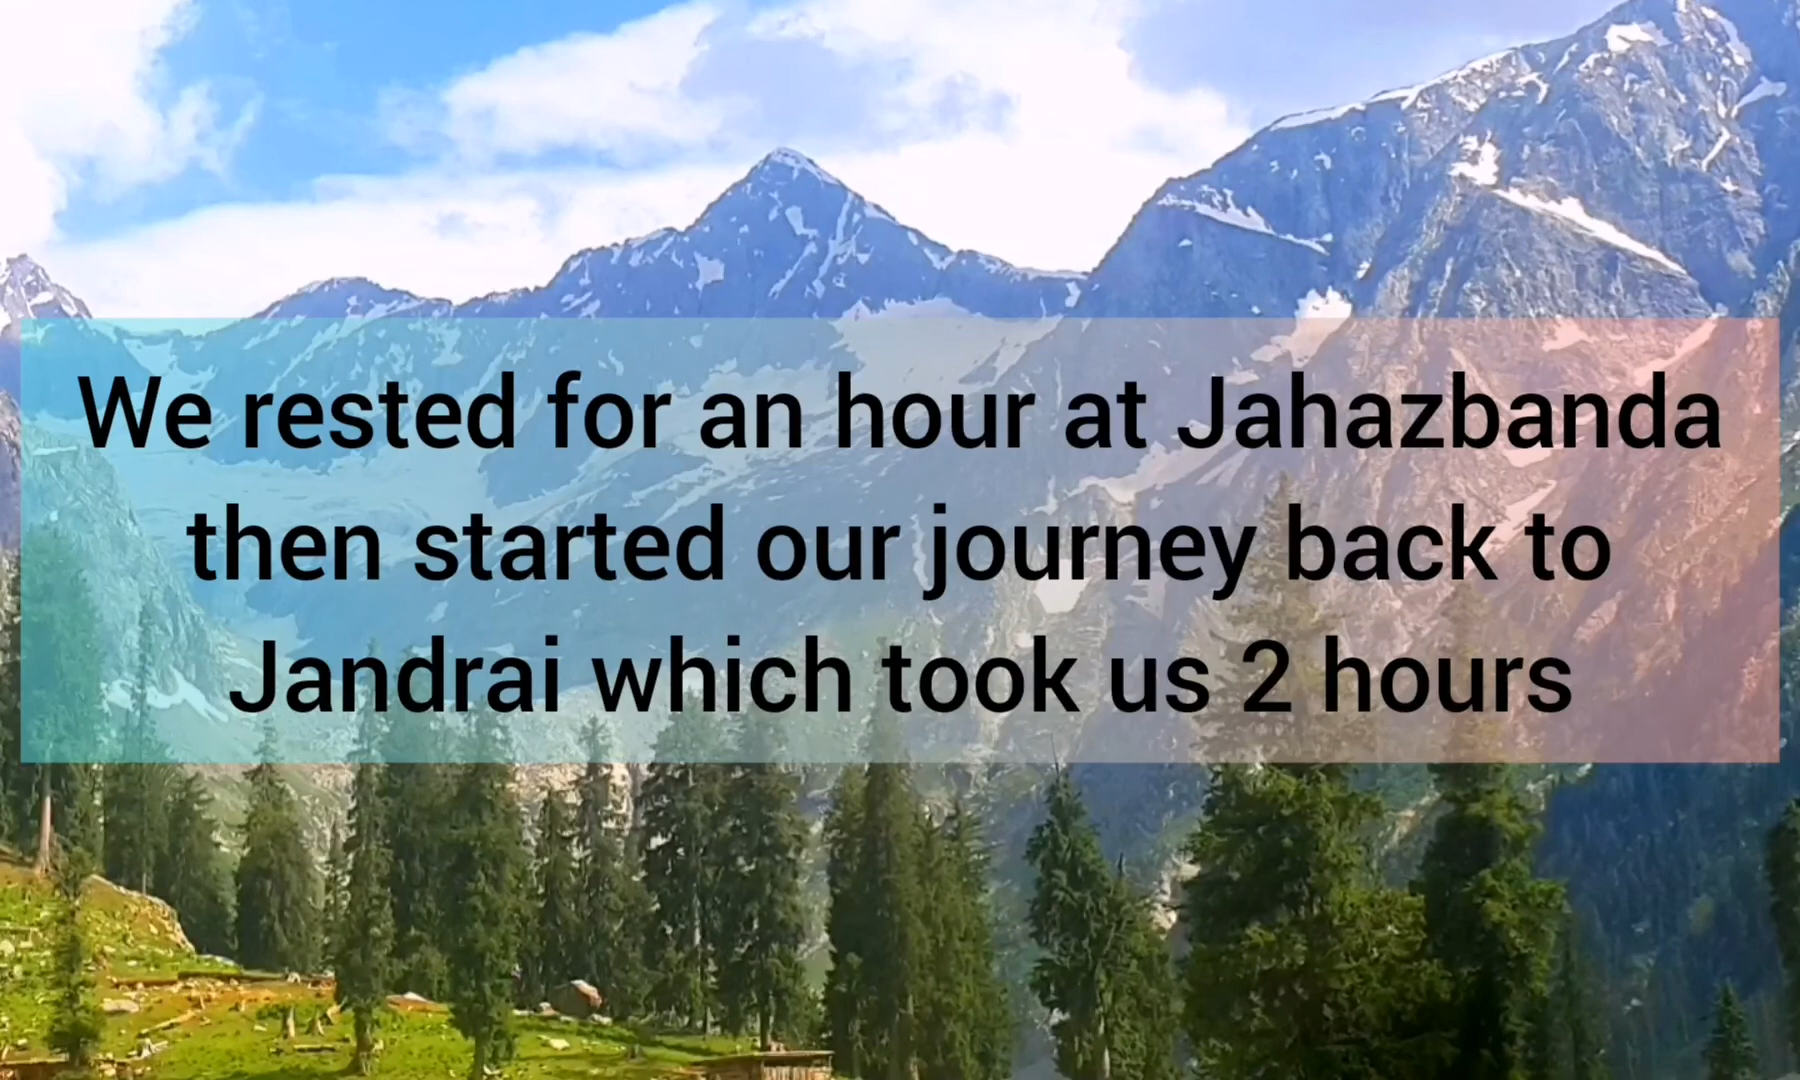 We rested for an hour at Jahazbanda
then started our journey back to
Jandrai which took us 2 hours